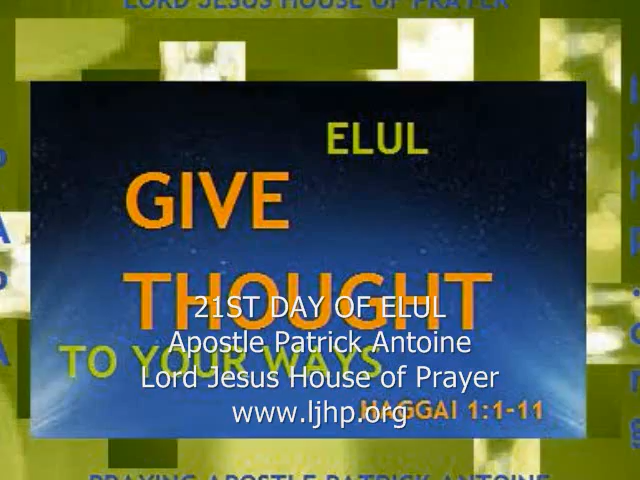 LORD JESUS HOUSE OF PRAYER
ELUL
GIVE
THOUGHT
21ST DAY OF ELUL
Apostle Patrick Antoine
TO YOUR WAYS
Lord Jesus House of Prayer
www.ljhp.org
HAGGAI 1:1-11
PRAYING APOSTLE PATRICK ANTOINE